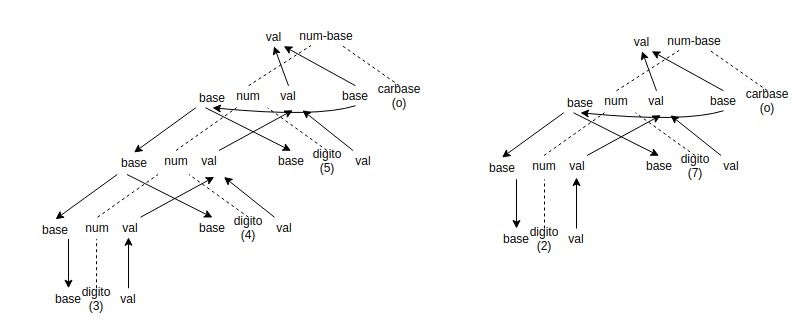 val num-base
base num val base carbase
(o)
base num val base digito val
(5)
base num val base digito val
(4)
base digito val
(3)
val num-base
base num val base carbase
(o)
base num val base digito val
(7)
base digito val
(2)